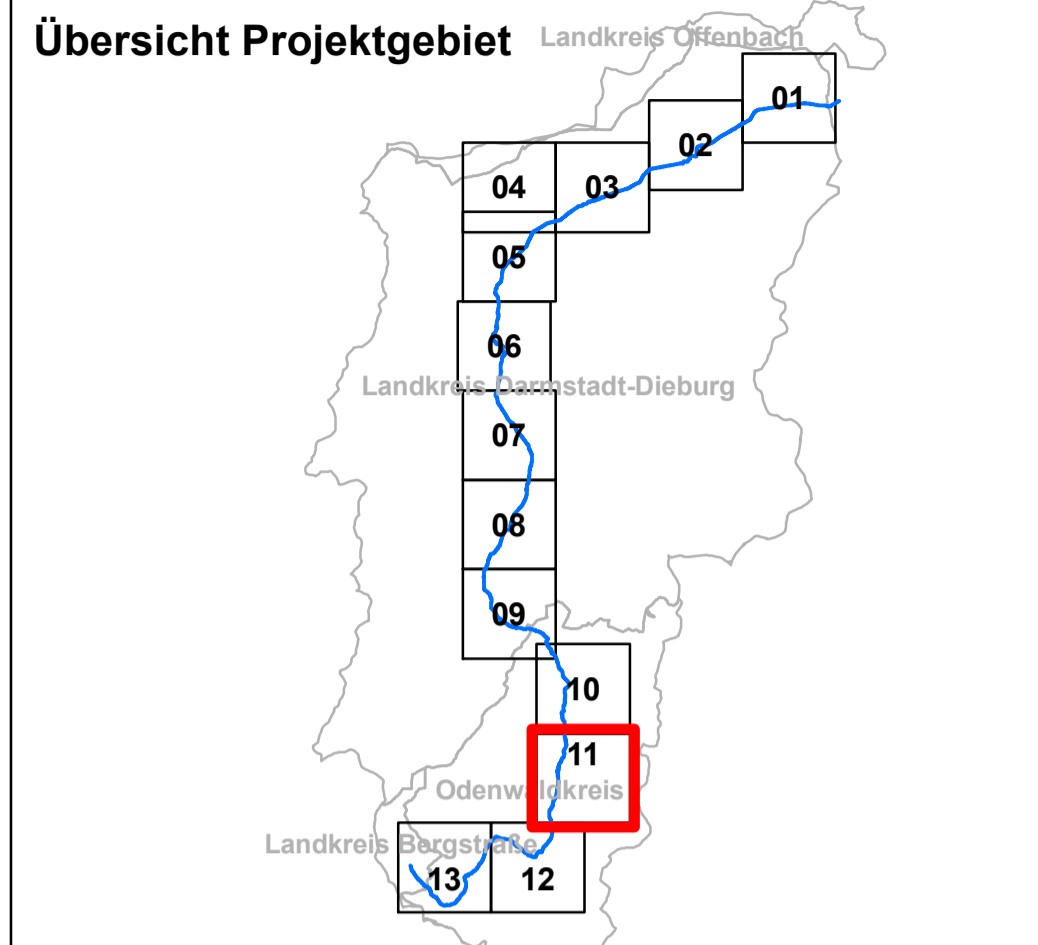 Übersicht Projektgebiet
Landkreis Offenbach
01
02
04
03
05
06
Landkreis Darmstadt-Dieburg
07
08
09
10
11
Odenwaldkreis
Landkreis Bergstraße
13
12